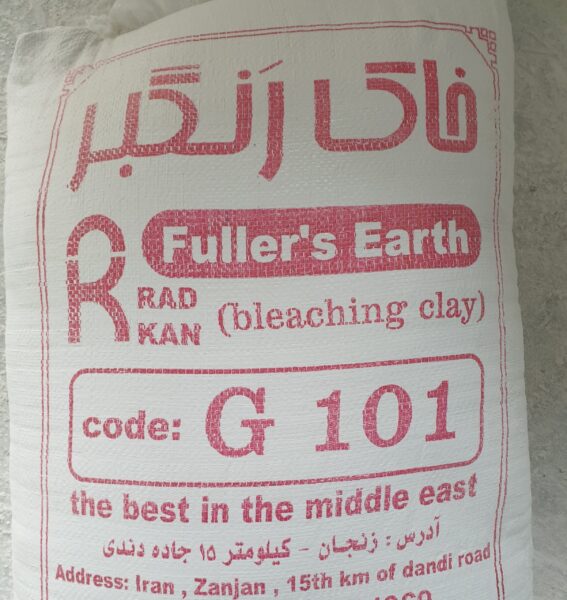 خاک رَنگبر
Fuller's Earth
RAD
KAN
(bleaching clay)
code: G 101
the best in the middle east
آدرس : زنجان - کیلومتر ۱۵ جاده دندی
Address: Iran , Zanjan , 15th km of dandi road